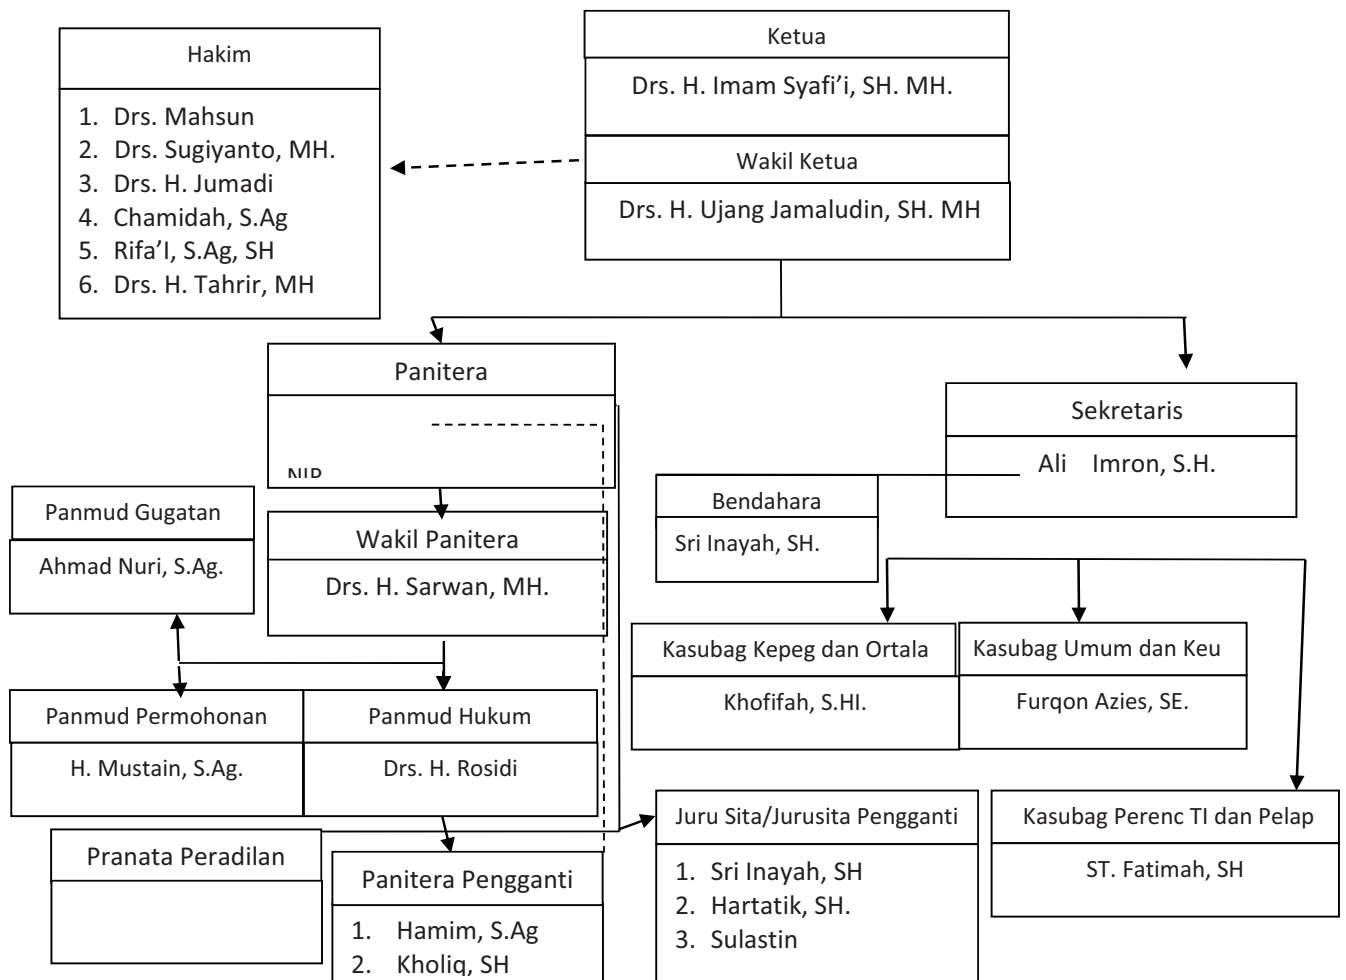 Ketua
Drs. H. Imam Syafi’i, SH. MH.
Wakil Ketua
Drs. H. Ujang Jamaludin, SH. MH
Hakim
1. Drs. Mahsun
2. Drs. Sugiyanto, MH.
3. Drs. H. Jumadi
4. Chamidah, S.Ag
5. Rifa’I, S.Ag, SH
6. Drs. H. Tahrir, MH
Panitera
NIP
Sekretaris
Ali Imron, S.H.
Bendahara
Sri Inayah, SH.
Panmud Gugatan
Ahmad Nuri, S.Ag.
Wakil Panitera
Drs. H. Sarwan, MH.
Kasubag Kepeg dan Ortala
Khofifah, S.HI.
Kasubag Umum dan Keu
Furqon Azies, SE.
Panmud Permohonan
H. Mustain, S.Ag.
Panmud Hukum
Drs. H. Rosidi
Pranata Peradilan
Panitera Pengganti
1. Hamim, S.Ag
2. Kholiq, SH
Juru Sita/Jurusita Pengganti
1. Sri Inayah, SH
2. Hartatik, SH.
3. Sulastin
Kasubag Perenc TI dan Pelap
ST. Fatimah, SH